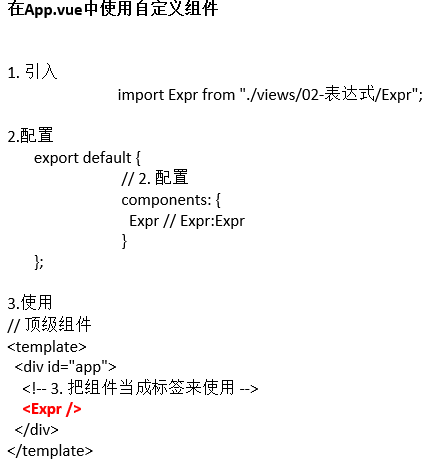 在App.vue中使用自定义组件
1. 引入
import Expr from "./views/02-表达式/Expr";
2.配置
export default {
// 2. 配置
components: {
Expr // Expr:Expr
}
};
3.使用
// 顶级组件
<template>
<div id="app">
<!-- 3. 把组件当成标签来使用 -->
<Expr />
</div>
</template>